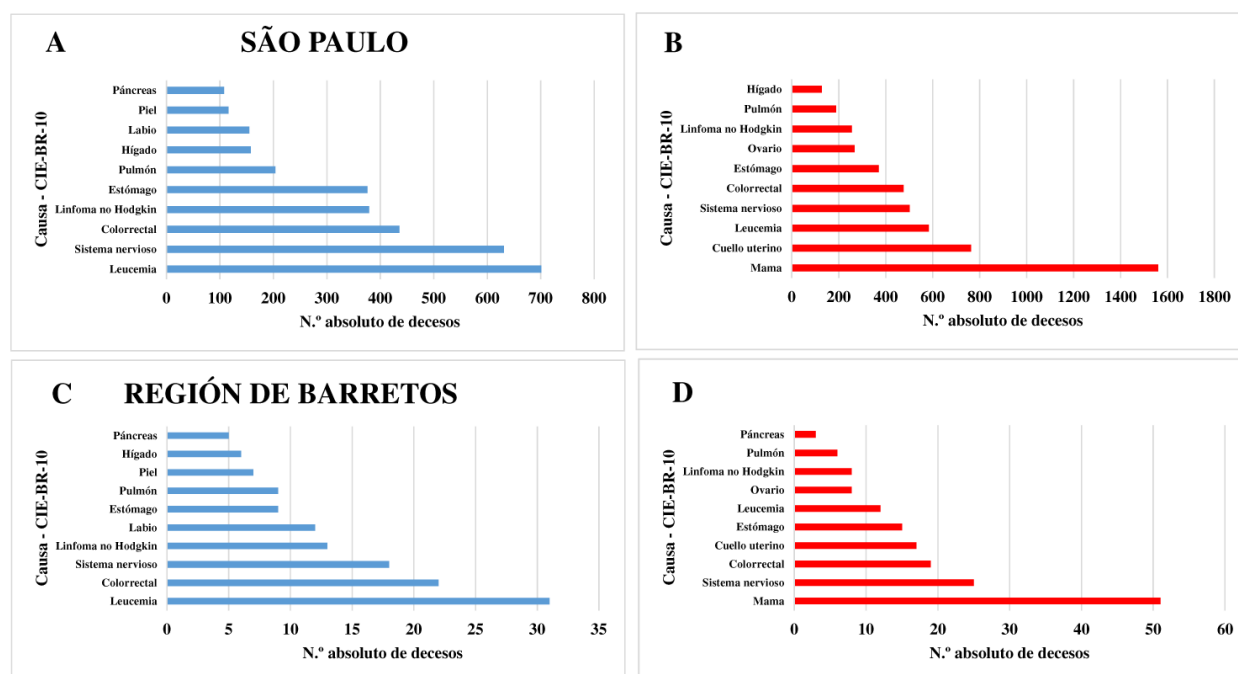 A SÃO PAULO
Páncreas
Piel
Labio
Hígado
Pulmón
Estómago
Linfoma no Hodgkin
Colorrectal
Sistema nervioso
Leucemia
Causa - CIE-BR-10
0 100 200 300 400 500 600 700 800
N.º absoluto de decesos
B
Hígado
Pulmón
Linfoma no Hodgkin
Ovario
Estómago
Colorrectal
Sistema nervioso
Leucemia
Cuello uterino
Mama
Causa - CIE-BR-10
0 200 400 600 800 1000 1200 1400 1600 1800
N.º absoluto de decesos
C REGIÓN DE BARRETOS
Páncreas
Hígado
Piel
Pulmón
Estómago
Labio
Linfoma no Hodgkin
Sistema nervioso
Colorrectal
Leucemia
Causa - CIE-BR-10
0 5 10 15 20 25 30 35
N.º absoluto de decesos
D
Páncreas
Pulmón
Linfoma no Hodgkin
Ovario
Leucemia
Estómago
Cuello uterino
Colorrectal
Sistema nervioso
Mama
Causa - CIE-BR-10
0 10 20 30 40 50 60
N.º absoluto de decesos